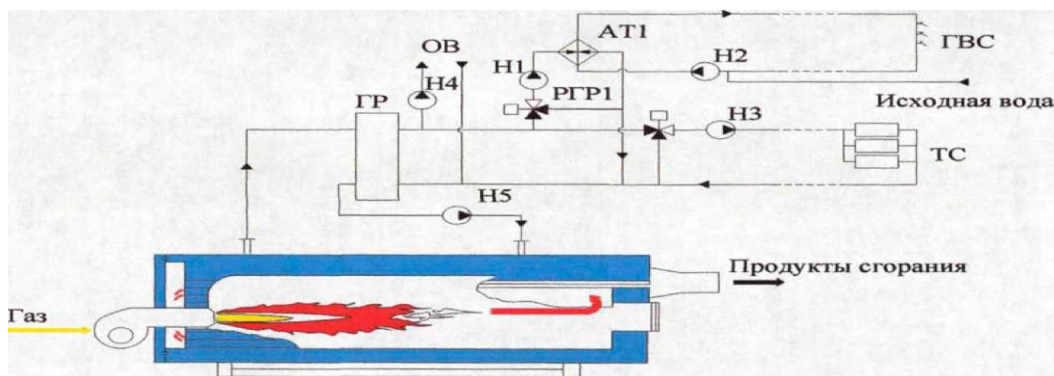 АТ1
ГВС
ОВ
Н1
Н2
Н4
РГР1
ГР
Исходная вода
Н3
ТС
Н5
Продукты сгорания
Газ